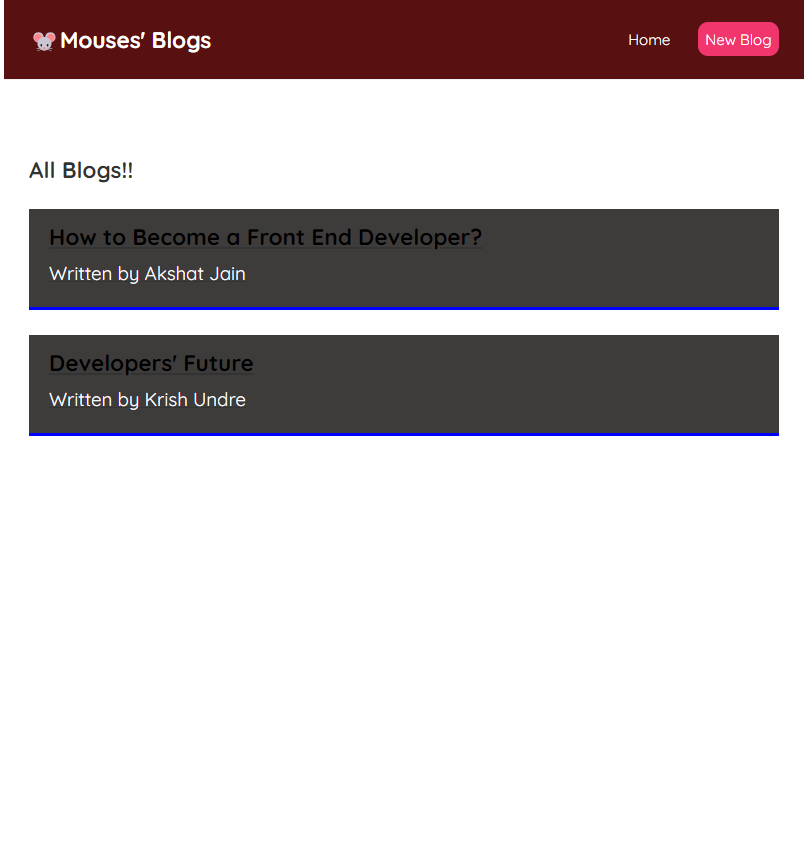 Mouses' Blogs
Home
New Blog
All Blogs!!
How to Become a Front End Developer?
Written by Akshat Jain
Developers' Future
Written by Krish Undre